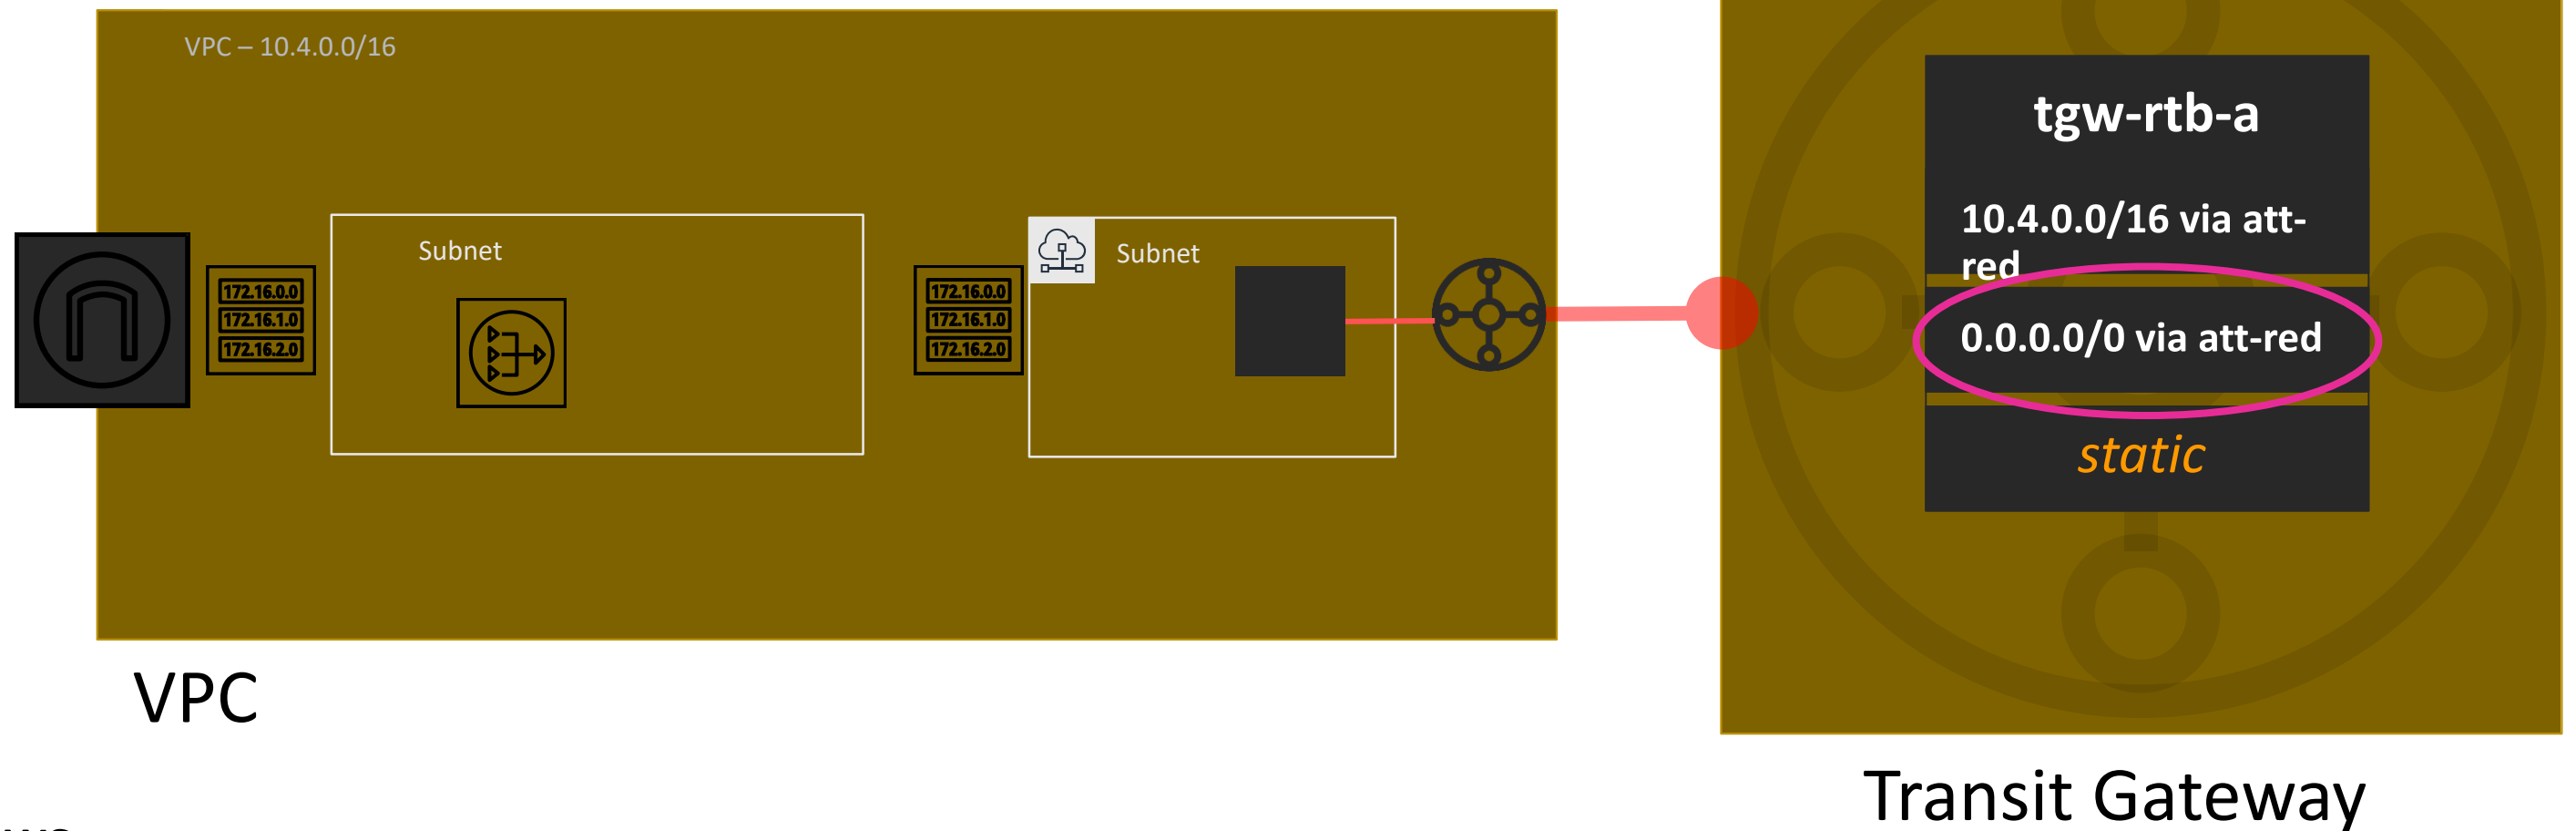 VPC – 10.4.0.0/16
172.16.0.0
172.16.1.0
172.16.2.0
Subnet
172.16.0.0
172.16.1.0
172.16.2.0
Subnet
VPC
tgw-rtb-a
10.4.0.0/16 via att-
red
0.0.0.0/0 via att-red
static
Transit Gateway